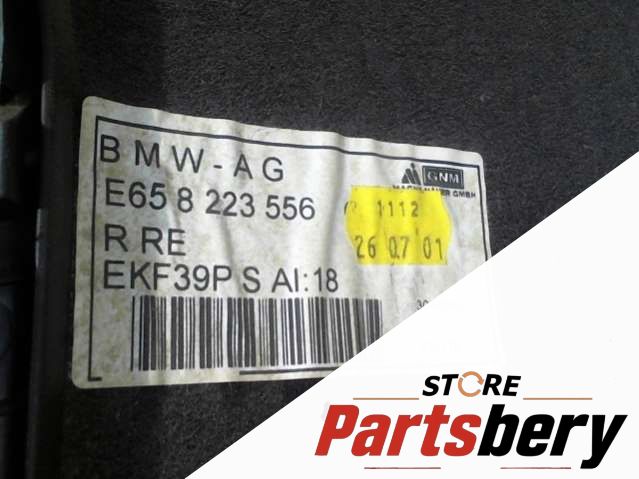 BMW-AG
GNM
E65 8 223 556
1112
R RE
26 07 01
EKF39P S AI:18
STORE
Partsbery